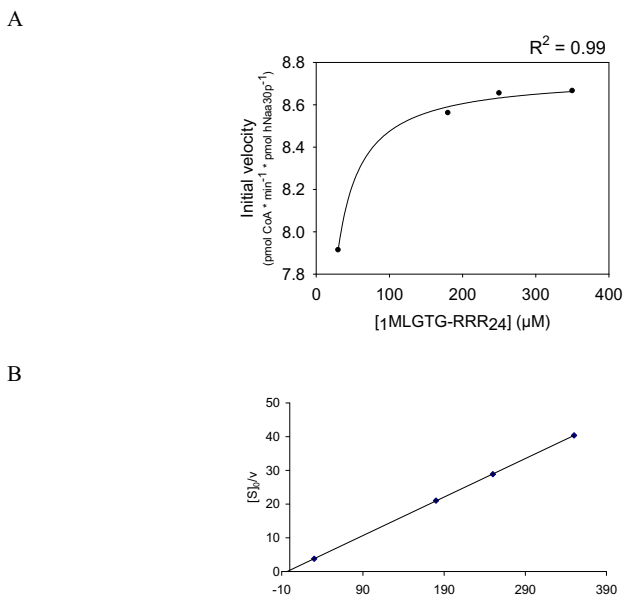 A
R² = 0.99
8.8
8.6
8.4
8.2
8.0
7.8
Initial velocity
(pmol CoA * min⁻¹ * pmol hNaa30p⁻¹)
0 100 200 300 400
[₁MLGTG-RRR₂₄] (µM)
B
50
40
30
20
10
0
[S]₀/v
-10 90 190 290 390